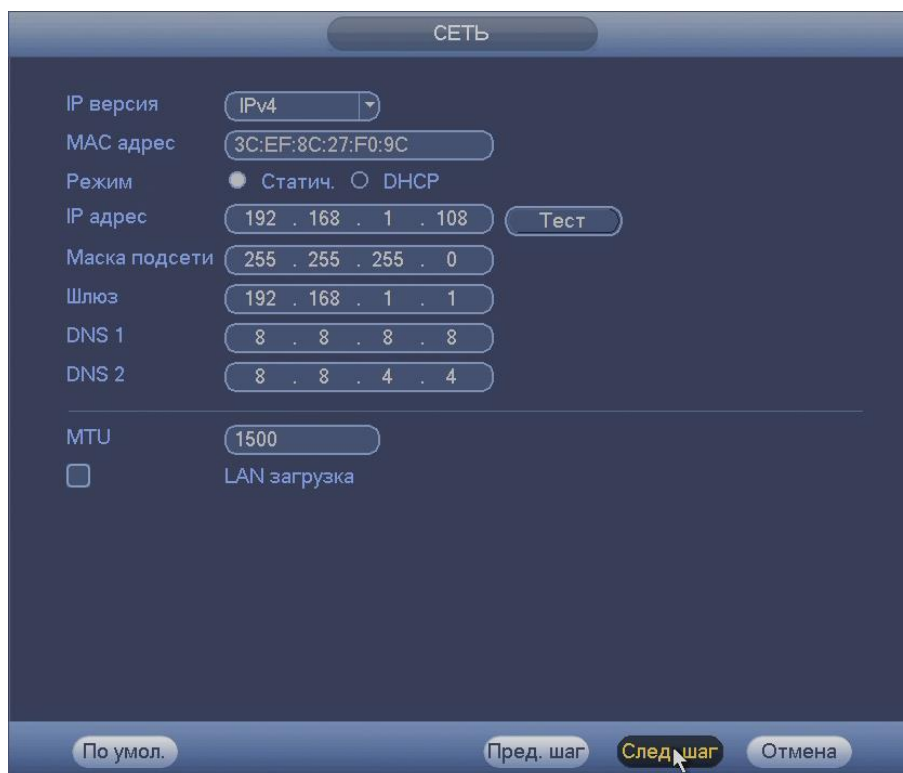 СЕТЬ
IP версия IPv4
MAC адрес 3C:EF:8C:27:F0:9C
Режим Статич. DHCP
IP адрес 192 . 168 . 1 . 108 Тест
Маска подсети 255 . 255 . 255 . 0
Шлюз 192 . 168 . 1 . 1
DNS 1 8 . 8 . 8 . 8
DNS 2 8 . 8 . 4 . 4
MTU 1500
LAN загрузка
По умол. Пред. шаг След. шаг Отмена